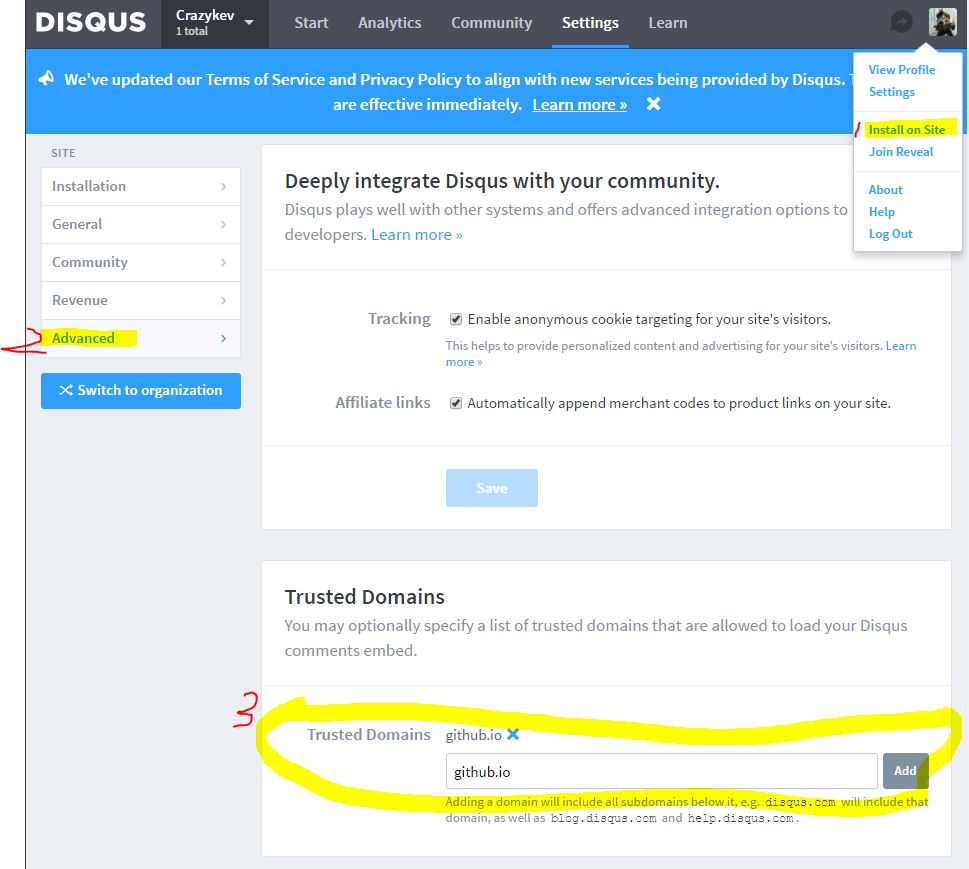 DISQUS
Crazykev
1 total
Start
Analytics
Community
Settings
Learn
We've updated our Terms of Service and Privacy Policy to align with new services being provided by Disqus. T
are effective immediately. Learn more »
View Profile
Settings
1 Install on Site
Join Reveal
About
Help
Log Out
SITE
Installation
General
Community
Revenue
2 Advanced
Switch to organization
Deeply integrate Disqus with your community.
Disqus plays well with other systems and offers advanced integration options to
developers. Learn more »
Tracking
Enable anonymous cookie targeting for your site's visitors.
This helps to provide personalized content and advertising for your site's visitors. Learn
more »
Affiliate links
Automatically append merchant codes to product links on your site.
Save
Trusted Domains
You may optionally specify a list of trusted domains that are allowed to load your Disqus
comments embed.
3
Trusted Domains
github.io
github.io
Add
Adding a domain will include all subdomains below it, e.g. disqus.com will include that
domain, as well as blog.disqus.com and help.disqus.com.